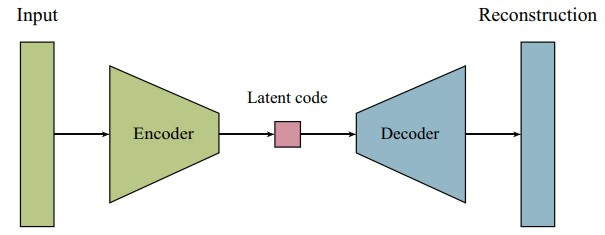 Input
Reconstruction
Latent code
Encoder
Decoder